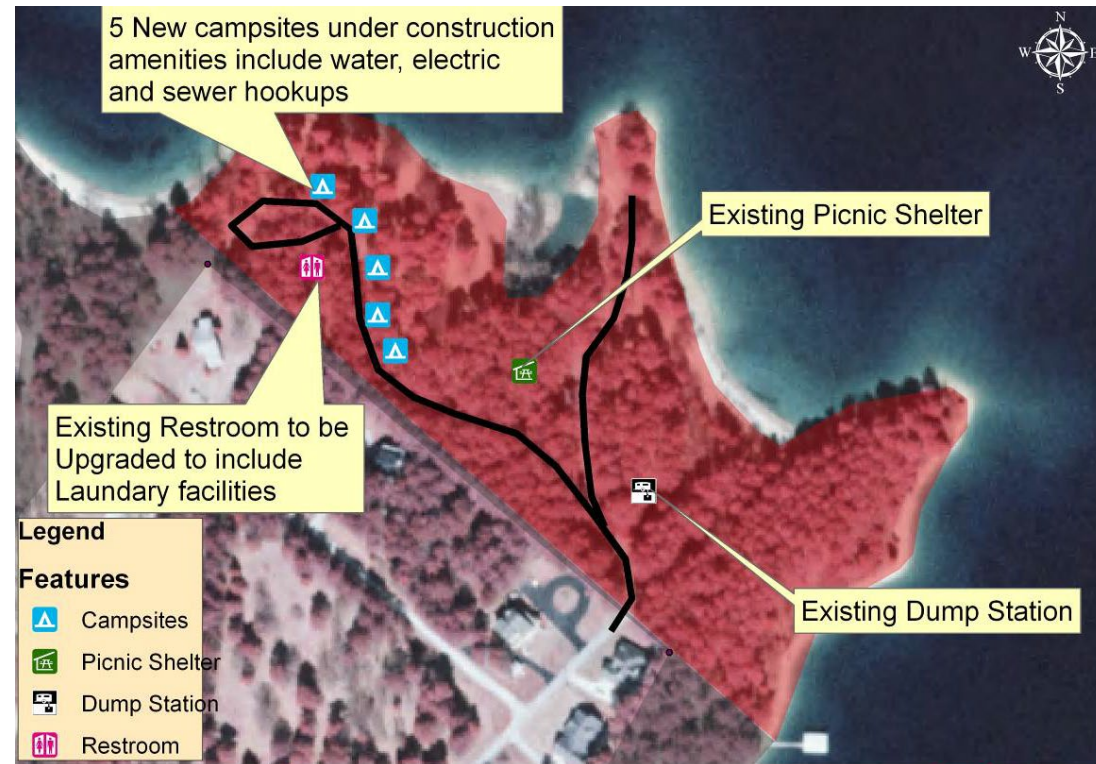 5 New campsites under construction
amenities include water, electric
and sewer hookups
N
W
E
S
Existing Picnic Shelter
Existing Restroom to be
Upgraded to include
Laundary facilities
Existing Dump Station
Legend
Features
Campsites
Picnic Shelter
Dump Station
Restroom